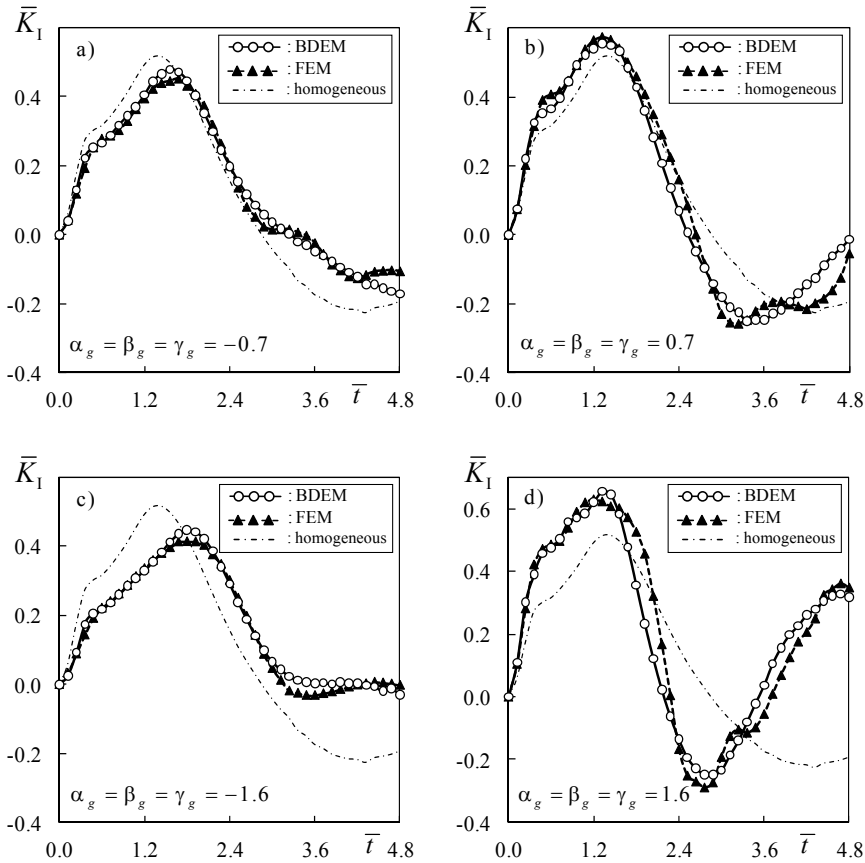 K̅I
a)
: BDEM
: FEM
: homogeneous
0.4
0.2
0.0
-0.2
-0.4
αg = βg = γg = −0.7
t̅
0.0 1.2 2.4 3.6 4.8
K̅I
b)
: BDEM
: FEM
: homogeneous
0.4
0.2
0.0
-0.2
-0.4
αg = βg = γg = 0.7
t̅
0.0 1.2 2.4 3.6 4.8
K̅I
c)
: BDEM
: FEM
: homogeneous
0.4
0.2
0.0
-0.2
-0.4
αg = βg = γg = −1.6
t̅
0.0 1.2 2.4 3.6 4.8
K̅I
d)
: BDEM
: FEM
: homogeneous
0.6
0.4
0.2
0.0
-0.2
-0.4
αg = βg = γg = 1.6
t̅
0.0 1.2 2.4 3.6 4.8